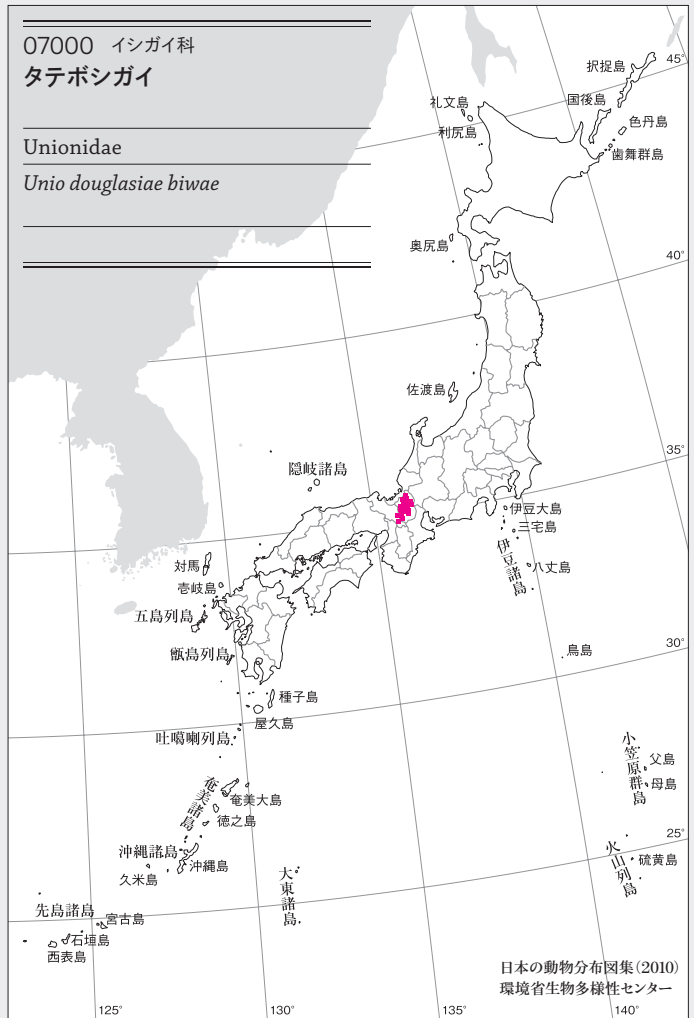 07000 イシガイ科
タテボシガイ
Unionidae
Unio douglasiae biwae
択捉島
45°
礼文島
国後島
利尻島
色丹島
歯舞群島
奥尻島
40°
佐渡島
35°
隠岐諸島
伊豆大島
三宅島
伊豆諸島
八丈島
対馬
壱岐島
五島列島
甑島列島
鳥島
30°
種子島
屋久島
吐噶喇列島
小笠原群島
父島
母島
奄美諸島
奄美大島
徳之島
25°
沖縄諸島
沖縄島
久米島
火山列島
硫黄島
大東諸島
先島諸島
宮古島
石垣島
西表島
日本の動物分布図集(2010)
環境省生物多様性センター
125°
130°
135°
140°